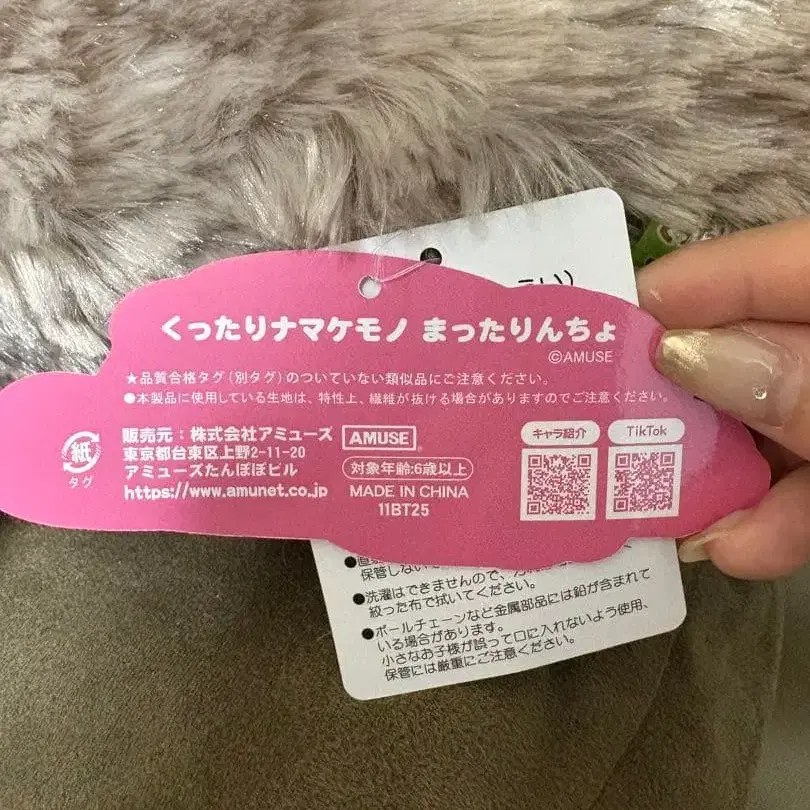 くったりナマケモノ まったりんちょ
©AMUSE
★品質合格タグ(別タグ)のついていない類似品にご注意ください。
●本製品に使用している生地は、特性上、繊維が抜ける場合がありますのでご注意ください。
紙
タグ
販売元:株式会社アミューズ
東京都台東区上野2-11-20
アミューズたんぽぽビル
https://www.amunet.co.jp
AMUSE
対象年齢:6歳以上
MADE IN CHINA
11BT25
キャラ紹介
TikTok
保管しない
●洗濯はできませんので、
絞った布で拭いてください。
●ボールチェーンなど金属部品には鉛が含まれて
いる場合があります。
小さなお子様が誤って口に入れないよう使用、
保管には厳重にご注意ください。